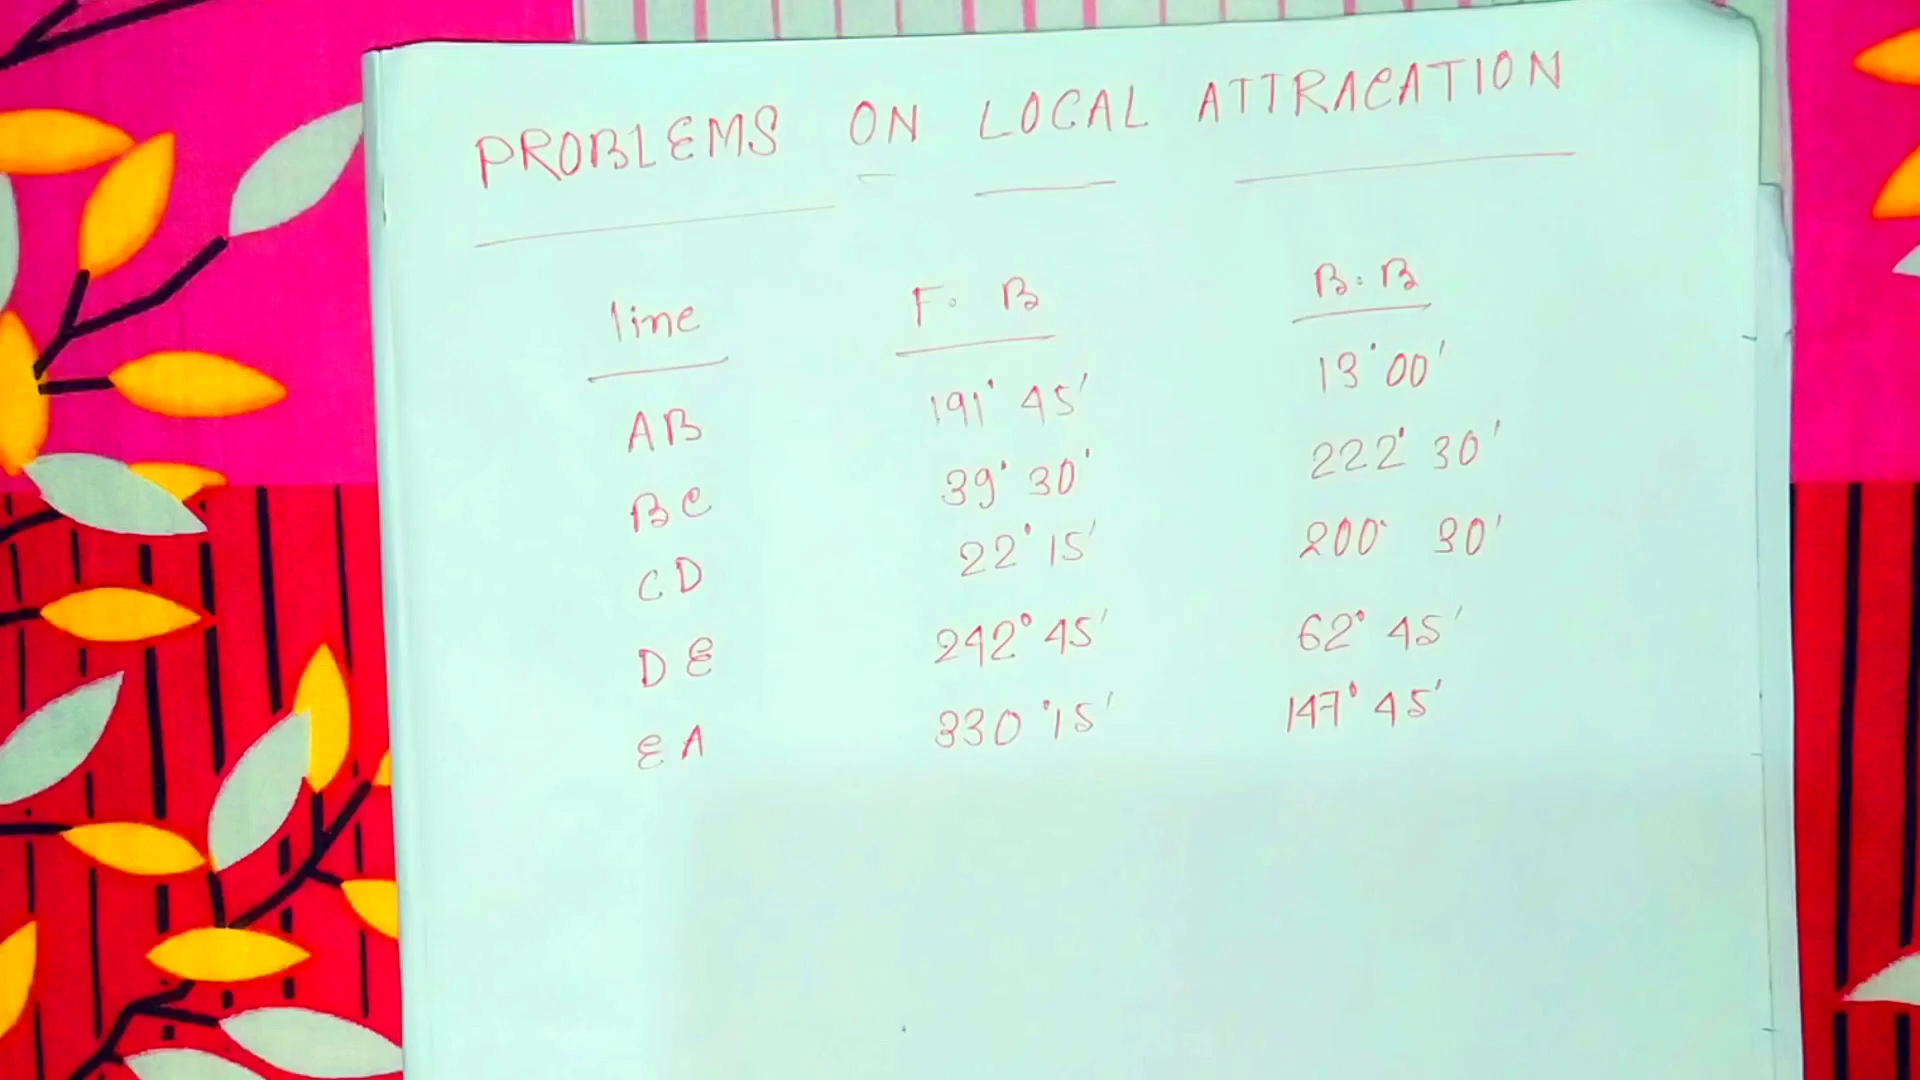 PROBLEMS ON LOCAL ATTRACATION
line F. B B.B
AB 191° 45' 13° 00'
BC 39° 30' 222° 30'
CD 22° 15' 200° 30'
DE 242° 45' 62° 45'
EA 330° 15' 147° 45'